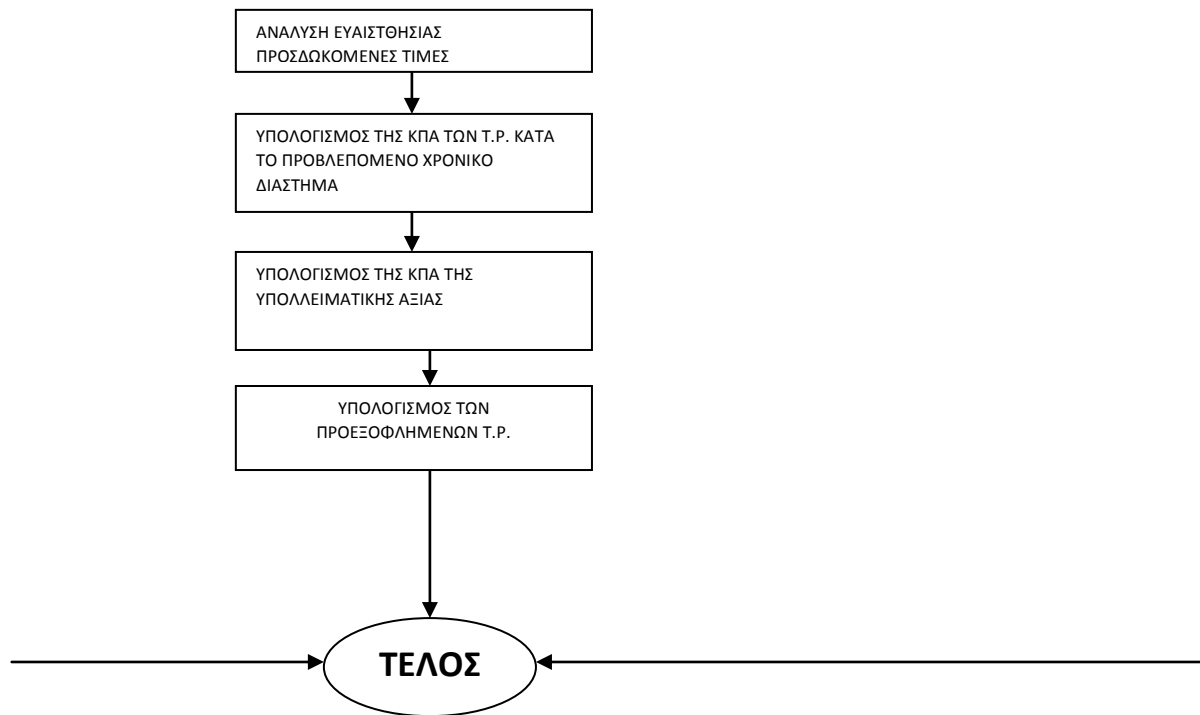 ΑΝΑΛΥΣΗ ΕΥΑΙΣΤΘΗΣΙΑΣ
ΠΡΟΣΔΩΚΟΜΕΝΕΣ ΤΙΜΕΣ
ΥΠΟΛΟΓΙΣΜΟΣ ΤΗΣ ΚΠΑ ΤΩΝ Τ.Ρ. ΚΑΤΑ
ΤΟ ΠΡΟΒΛΕΠΟΜΕΝΟ ΧΡΟΝΙΚΟ
ΔΙΑΣΤΗΜΑ
ΥΠΟΛΟΓΙΣΜΟΣ ΤΗΣ ΚΠΑ ΤΗΣ
ΥΠΟΛΛΕΙΜΑΤΙΚΗΣ ΑΞΙΑΣ
ΥΠΟΛΟΓΙΣΜΟΣ ΤΩΝ
ΠΡΟΕΞΟΦΛΗΜΕΝΩΝ Τ.Ρ.
ΤΕΛΟΣ